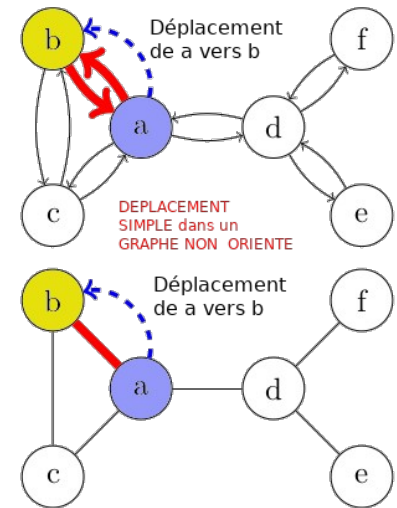 b
Déplacement
de a vers b
f
a
d
c
e
DEPLACEMENT
SIMPLE dans un
GRAPHE NON ORIENTE
b
Déplacement
de a vers b
f
a
d
c
e